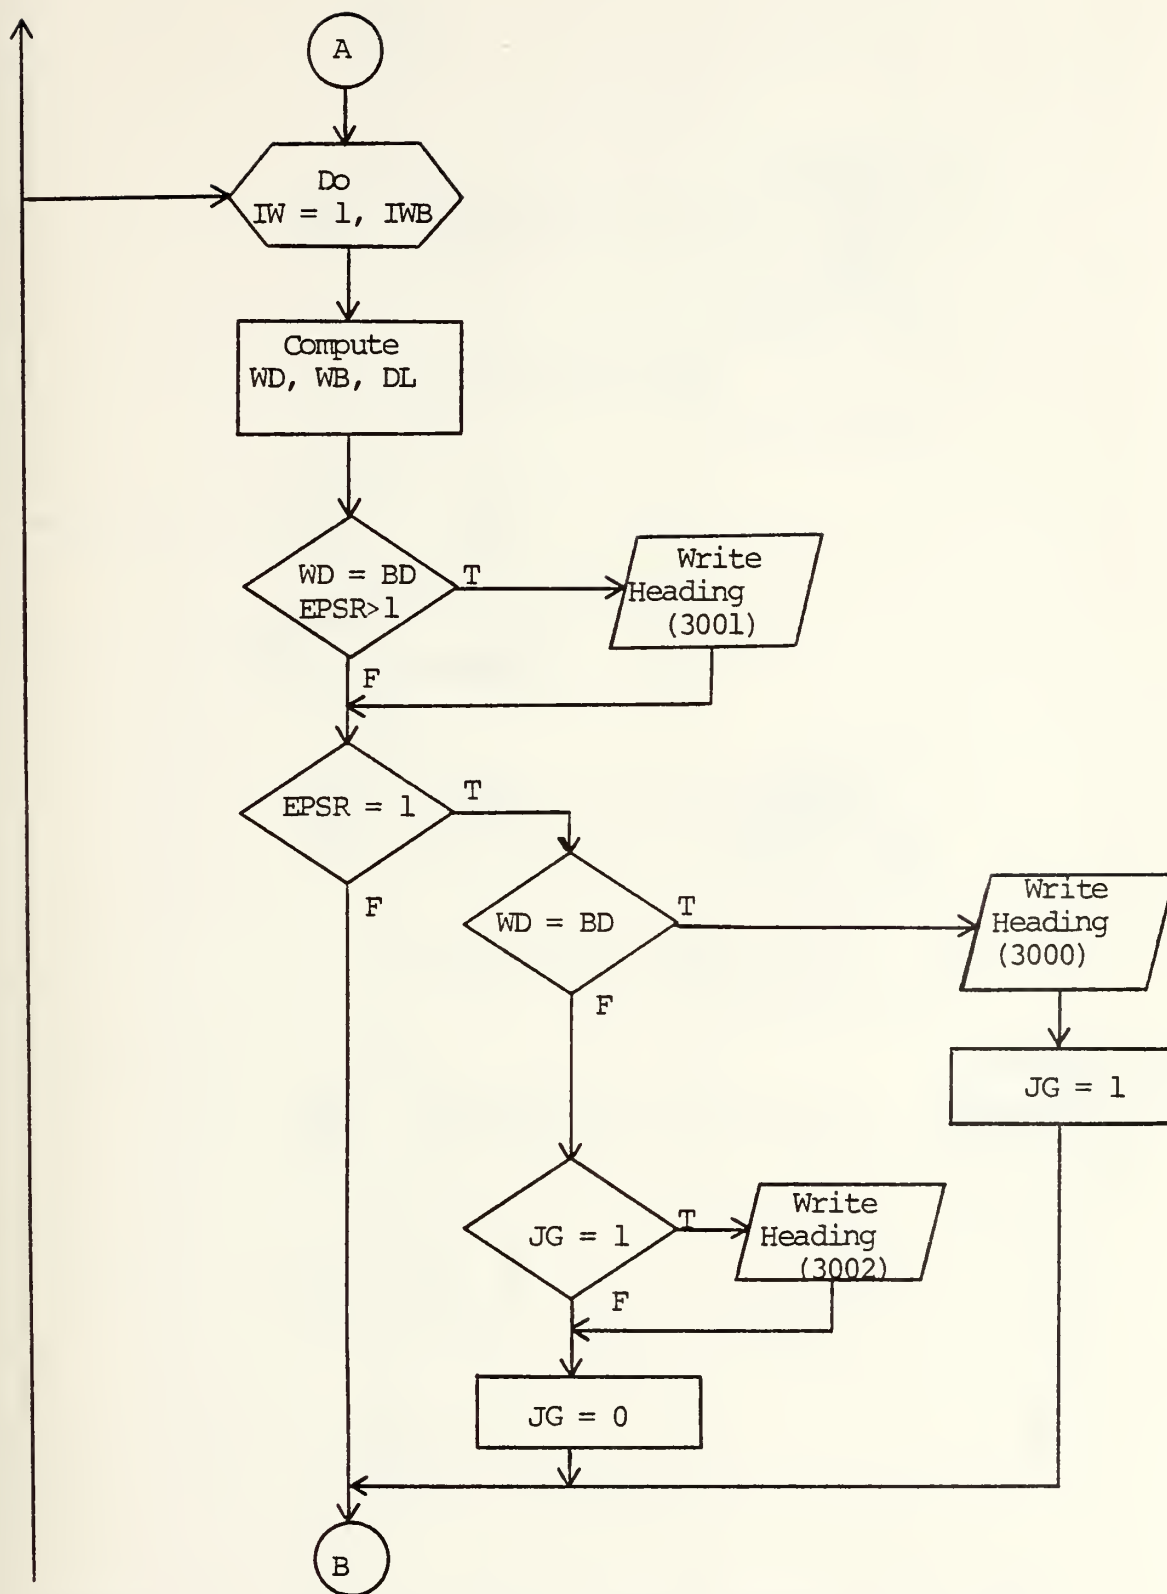 A
Do
IW = 1, IWB
Compute
WD, WB, DL
WD = BD
EPSR>1
T
Write
Heading
(3001)
F
EPSR = 1
T
F
WD = BD
T
Write
Heading
(3000)
F
JG = 1
JG = 1
T
Write
Heading
(3002)
F
JG = 0
B